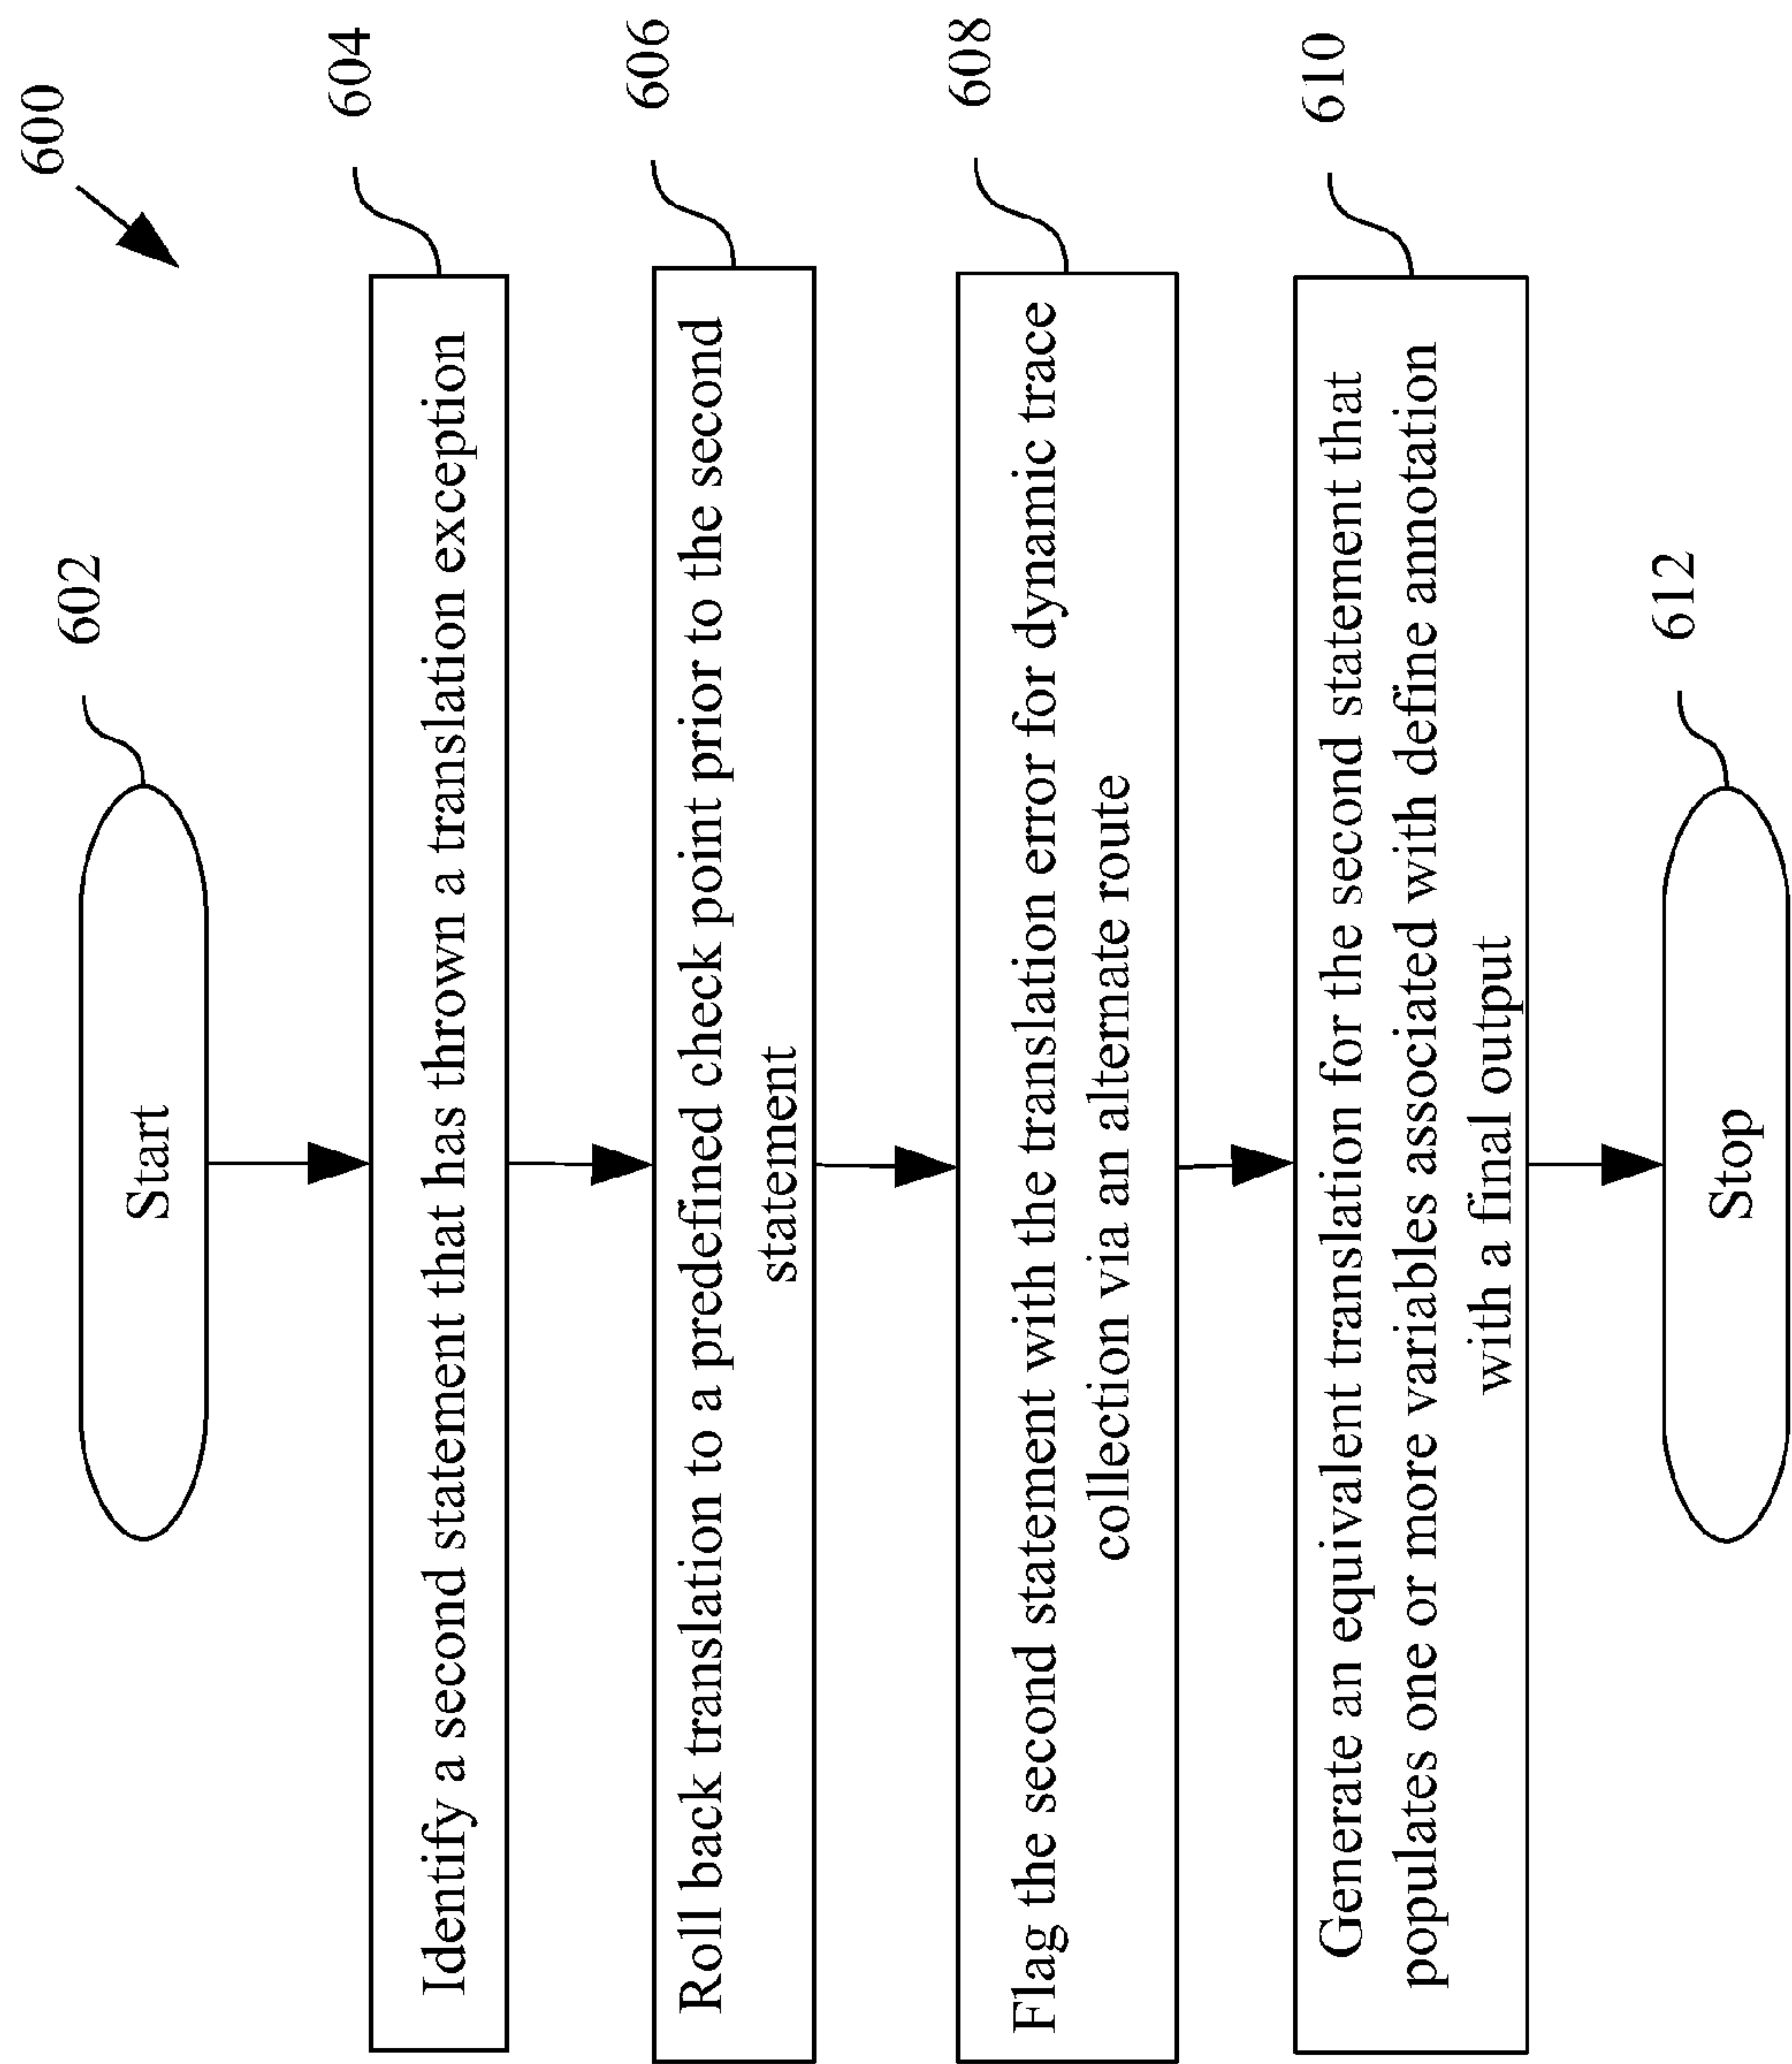 600
Start
602
Identify a second statement that has thrown a translation exception
604
Roll back translation to a predefined check point prior to the second
statement
606
Flag the second statement with the translation error for dynamic trace
collection via an alternate route
608
Generate an equivalent translation for the second statement that
populates one or more variables associated with define annotation
with a final output
610
Stop
612